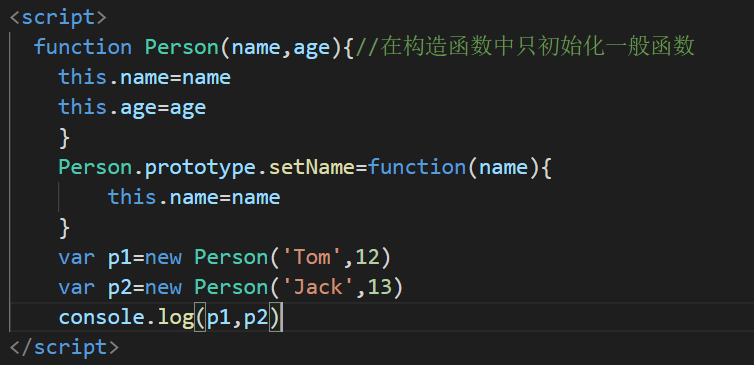 <script>
function Person(name,age){//在构造函数中只初始化一般函数
this.name=name
this.age=age
}
Person.prototype.setName=function(name){
this.name=name
}
var p1=new Person('Tom',12)
var p2=new Person('Jack',13)
console.log(p1,p2)
</script>